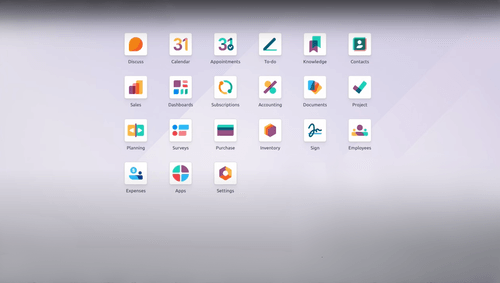 Discuss
31
Calendar
31
Appointments
To-do
Knowledge
Contacts
Sales
Dashboards
Subscriptions
Accounting
Documents
Project
Planning
Surveys
Purchase
Inventory
Sign
Employees
$
Expenses
Apps
Settings